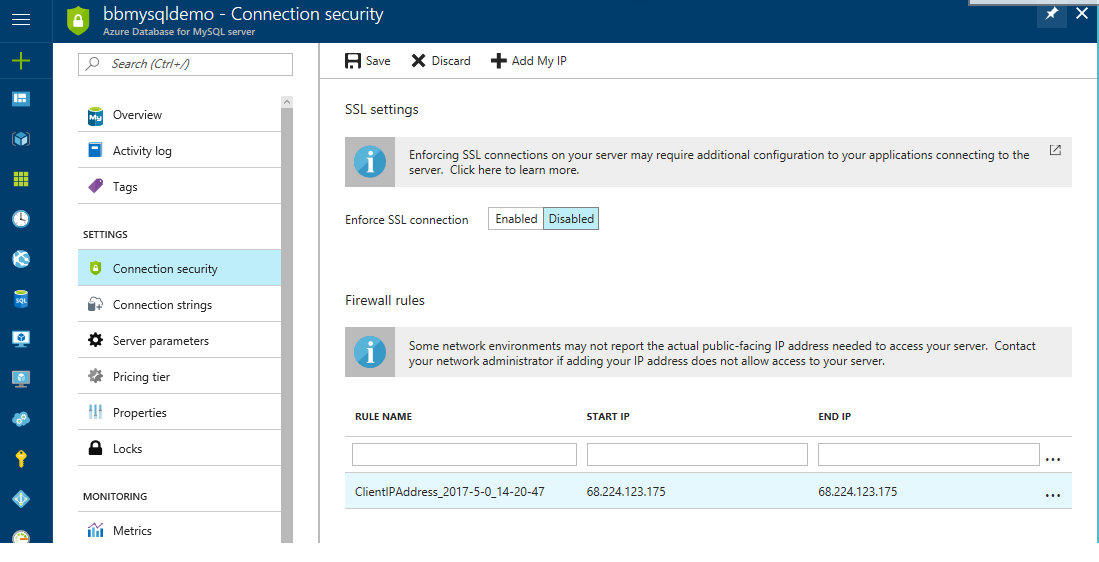 bbmysqldemo - Connection security
Azure Database for MySQL server
Search (Ctrl+/)
My
Overview
Activity log
Tags
SETTINGS
Connection security
Connection strings
Server parameters
Pricing tier
Properties
Locks
MONITORING
Metrics
SQL
Save
Discard
Add My IP
SSL settings
Enforcing SSL connections on your server may require additional configuration to your applications connecting to the
server.  Click here to learn more.
Enforce SSL connection
Enabled
Disabled
Firewall rules
Some network environments may not report the actual public-facing IP address needed to access your server.  Contact
your network administrator if adding your IP address does not allow access to your server.
RULE NAME
START IP
END IP
...
ClientIPAddress_2017-5-0_14-20-47
68.224.123.175
68.224.123.175
...